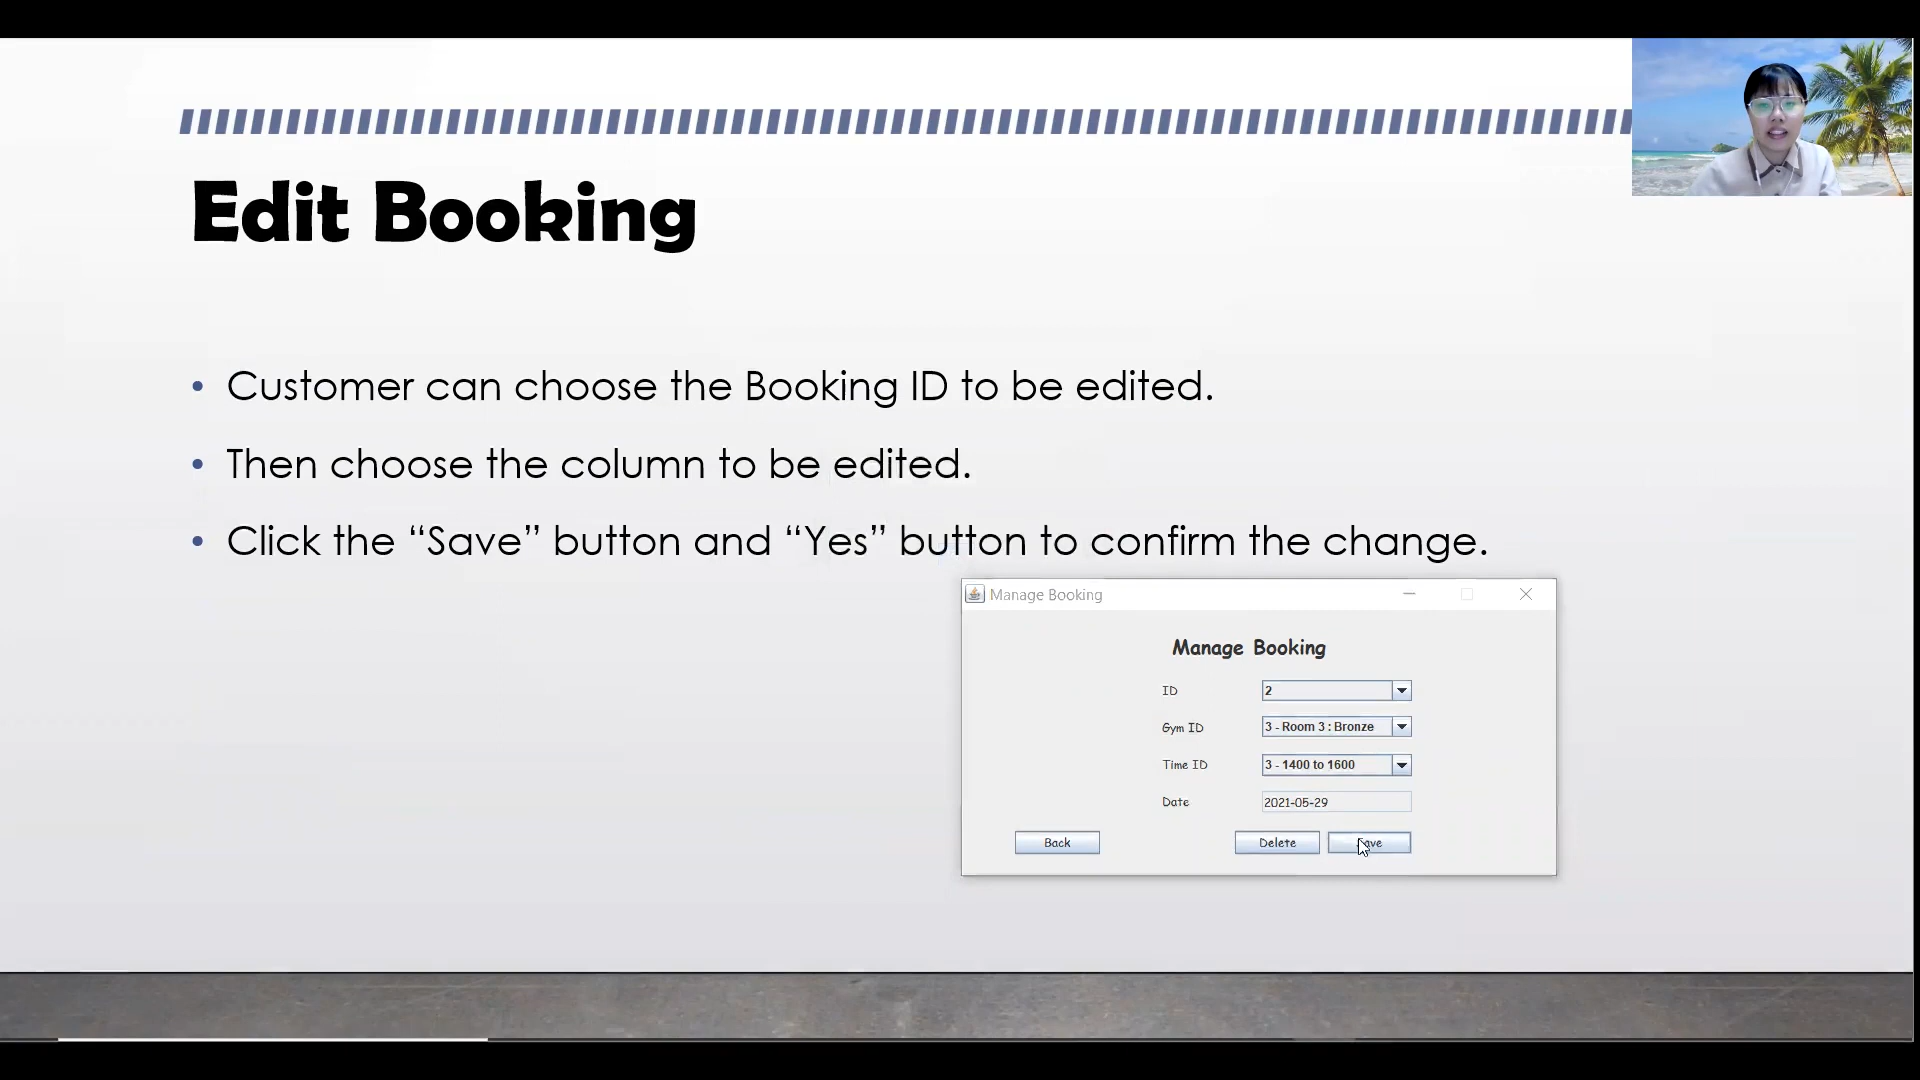 Edit Booking
• Customer can choose the Booking ID to be edited.
• Then choose the column to be edited.
• Click the “Save” button and “Yes” button to confirm the change.
Manage Booking
Manage Booking
ID 2
Gym ID 3 - Room 3 : Bronze
Time ID 3 - 1400 to 1600
Date 2021-05-29
Back Delete Save